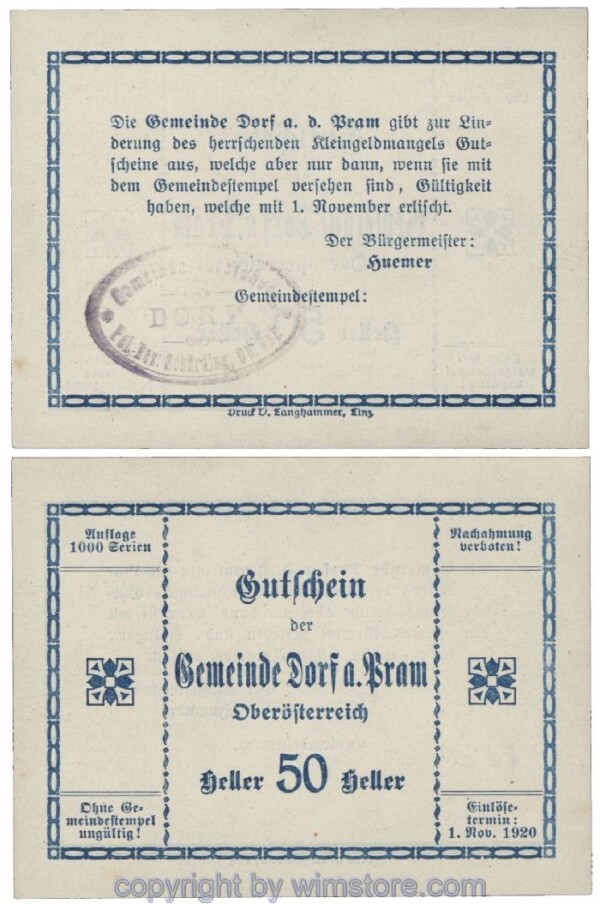 Die Gemeinde Dorf a. d. Pram gibt zur Lin-
derung des herrschenden Kleingeldmangels Gut-
scheine aus, welche aber nur dann, wenn sie mit
dem Gemeindestempel versehen sind, Gültigkeit
haben, welche mit 1. November erlischt.
Der Bürgermeister:
Huemer
Gemeindestempel:
DORF
Druck V. Langhammer, Linz.
Auflage
1000 Serien
Nachahmung
verboten!
Gutschein
der
Gemeinde Dorf a. Pram
Oberösterreich
Heller 50 Heller
Ohne Ge-
meindestempel
ungültig!
Einlöse-
termin:
1. Nov. 1920
copyright by wimstore.com